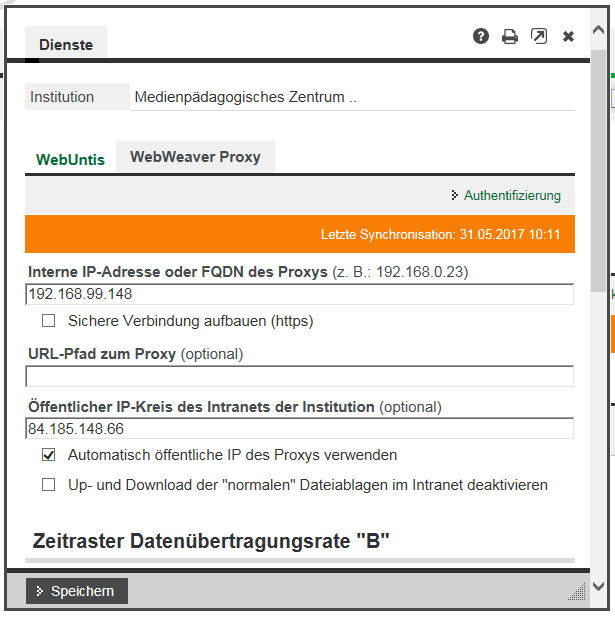 Dienste
Institution Medienpädagogisches Zentrum ..
WebUntis WebWeaver Proxy
Authentifizierung
Letzte Synchronisation: 31.05.2017 10:11
Interne IP-Adresse oder FQDN des Proxys (z. B.: 192.168.0.23)
192.168.99.148
Sichere Verbindung aufbauen (https)
URL-Pfad zum Proxy (optional)
Öffentlicher IP-Kreis des Intranets der Institution (optional)
84.185.148.66
Automatisch öffentliche IP des Proxys verwenden
Up- und Download der "normalen" Dateiablagen im Intranet deaktivieren
Zeitraster Datenübertragungsrate "B"
Speichern